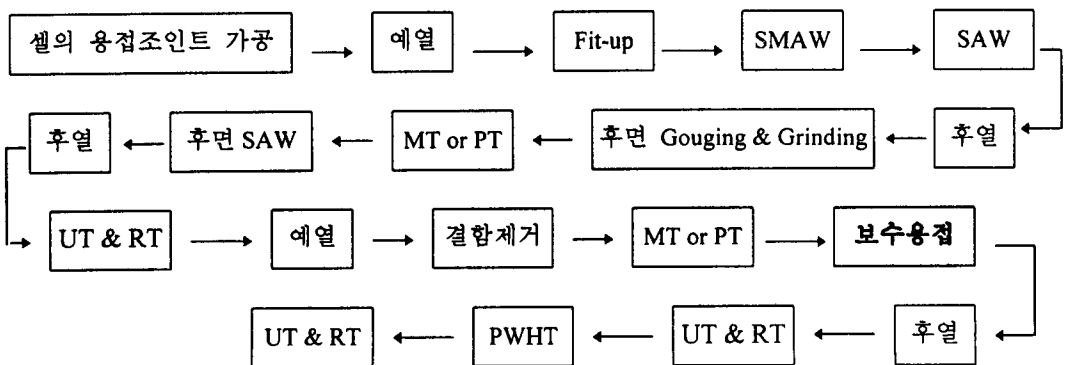 셀의 용접조인트 가공 → 예열 → Fit-up → SMAW → SAW
후열 ← 후면 SAW ← MT or PT ← 후면 Gouging & Grinding ← 후열
UT & RT → 예열 → 결함제거 → MT or PT → 보수용접
UT & RT ← PWHT ← UT & RT ← 후열